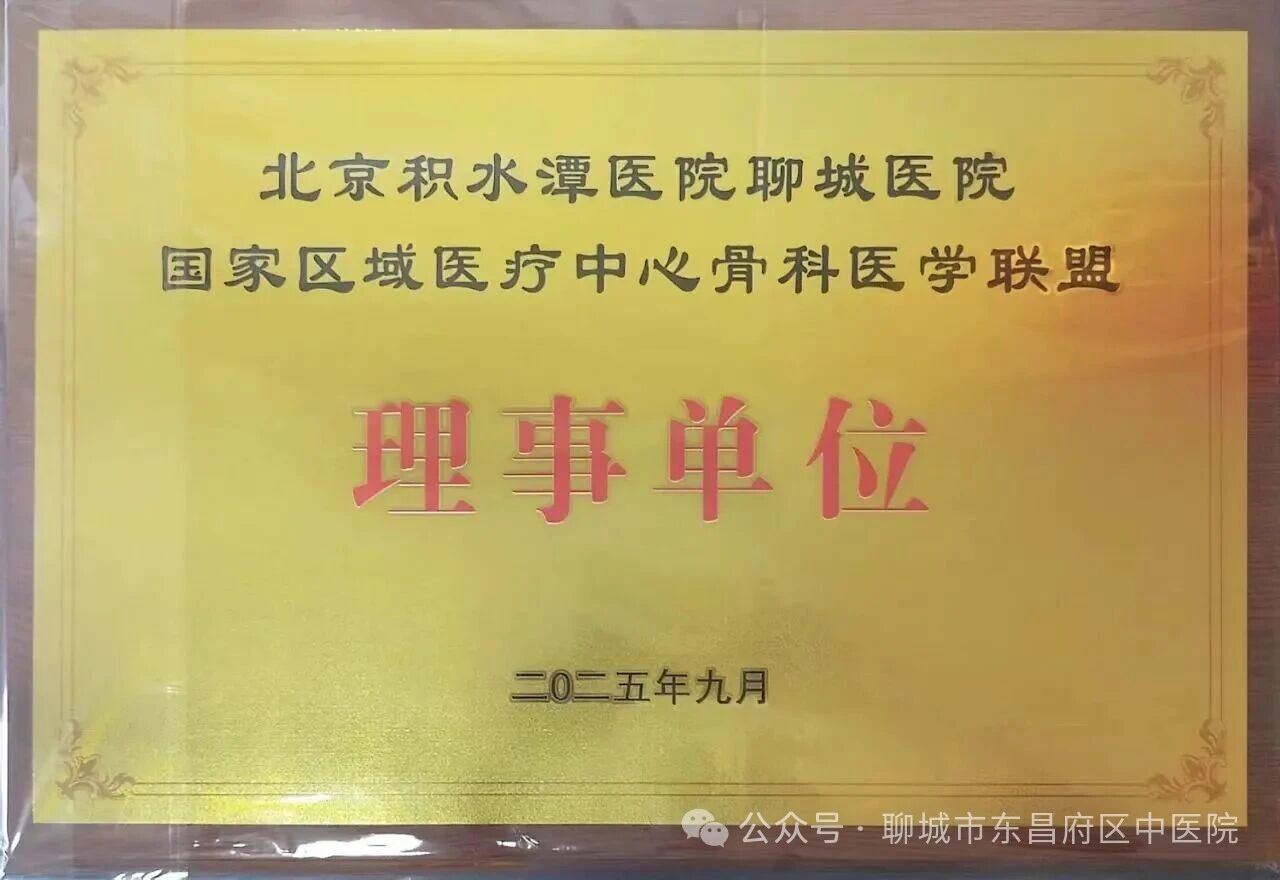 北京积水潭医院聊城医院
国家区域医疗中心骨科医学联盟
理事单位
二0二五年九月
公众号·聊城市东昌府区中医院